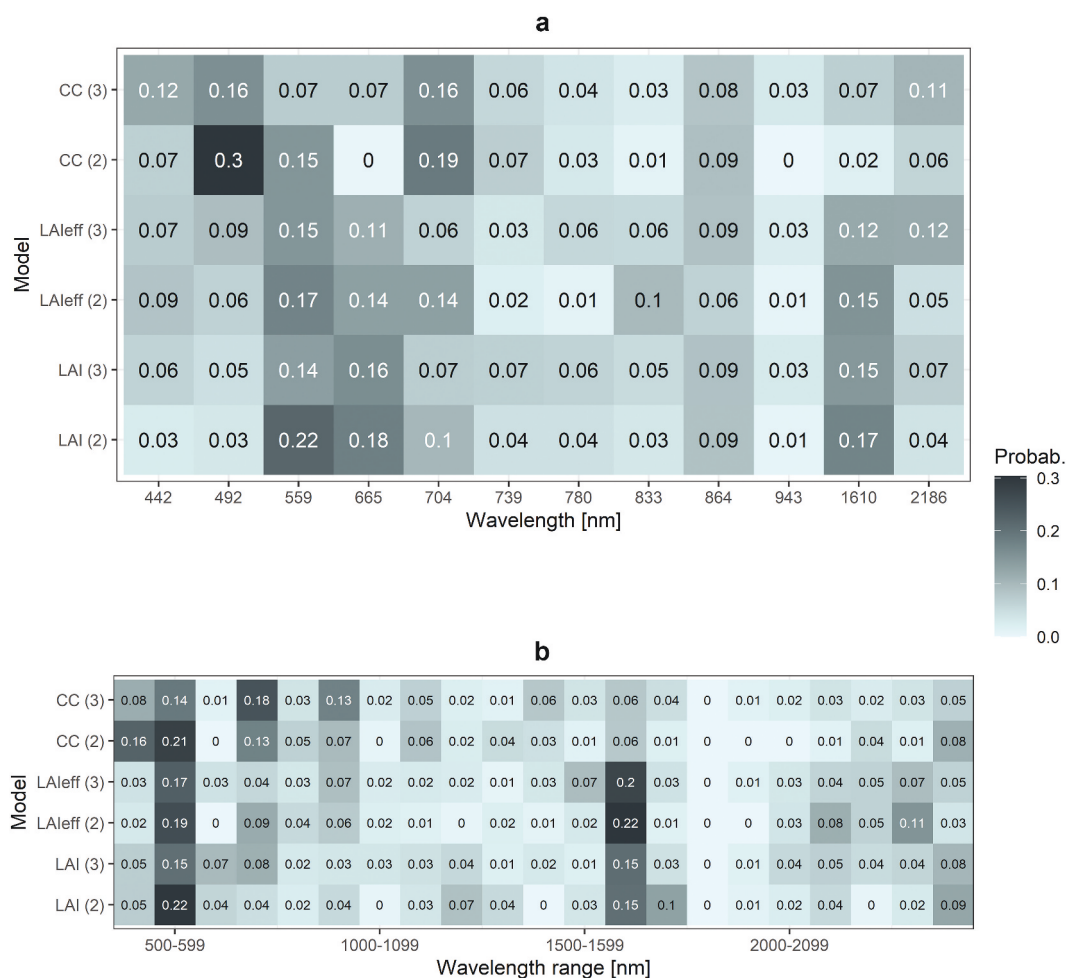 a
CC (3) 0.12 0.16 0.07 0.07 0.16 0.06 0.04 0.03 0.08 0.03 0.07 0.11
CC (2) 0.07 0.3 0.15 0 0.19 0.07 0.03 0.01 0.09 0 0.02 0.06
LAIeff (3) 0.07 0.09 0.15 0.11 0.06 0.03 0.06 0.06 0.09 0.03 0.12 0.12
LAIeff (2) 0.09 0.06 0.17 0.14 0.14 0.02 0.01 0.1 0.06 0.01 0.15 0.05
LAI (3) 0.06 0.05 0.14 0.16 0.07 0.07 0.06 0.05 0.09 0.03 0.15 0.07
LAI (2) 0.03 0.03 0.22 0.18 0.1 0.04 0.04 0.03 0.09 0.01 0.17 0.04
Model
442 492 559 665 704 739 780 833 864 943 1610 2186
Wavelength [nm]
Probab.
0.3
0.2
0.1
0.0
b
CC (3) 0.08 0.14 0.01 0.18 0.03 0.13 0.02 0.05 0.02 0.01 0.06 0.03 0.06 0.04 0 0.01 0.02 0.03 0.02 0.03 0.05
CC (2) 0.16 0.21 0 0.13 0.05 0.07 0 0.06 0.02 0.04 0.03 0.01 0.06 0.01 0 0 0 0.01 0.04 0.01 0.08
LAIeff (3) 0.03 0.17 0.03 0.04 0.03 0.07 0.02 0.02 0.02 0.01 0.03 0.07 0.2 0.03 0 0.01 0.03 0.04 0.05 0.07 0.05
LAIeff (2) 0.02 0.19 0 0.09 0.04 0.06 0.02 0.01 0 0.02 0.01 0.02 0.22 0.01 0 0 0.03 0.08 0.05 0.11 0.03
LAI (3) 0.05 0.15 0.07 0.08 0.02 0.03 0.03 0.03 0.04 0.01 0.02 0.01 0.15 0.03 0 0.01 0.04 0.05 0.04 0.04 0.08
LAI (2) 0.05 0.22 0.04 0.04 0.02 0.04 0 0.03 0.07 0.04 0 0.03 0.15 0.1 0 0.01 0.02 0.04 0 0.02 0.09
Model
500-599 1000-1099 1500-1599 2000-2099
Wavelength range [nm]